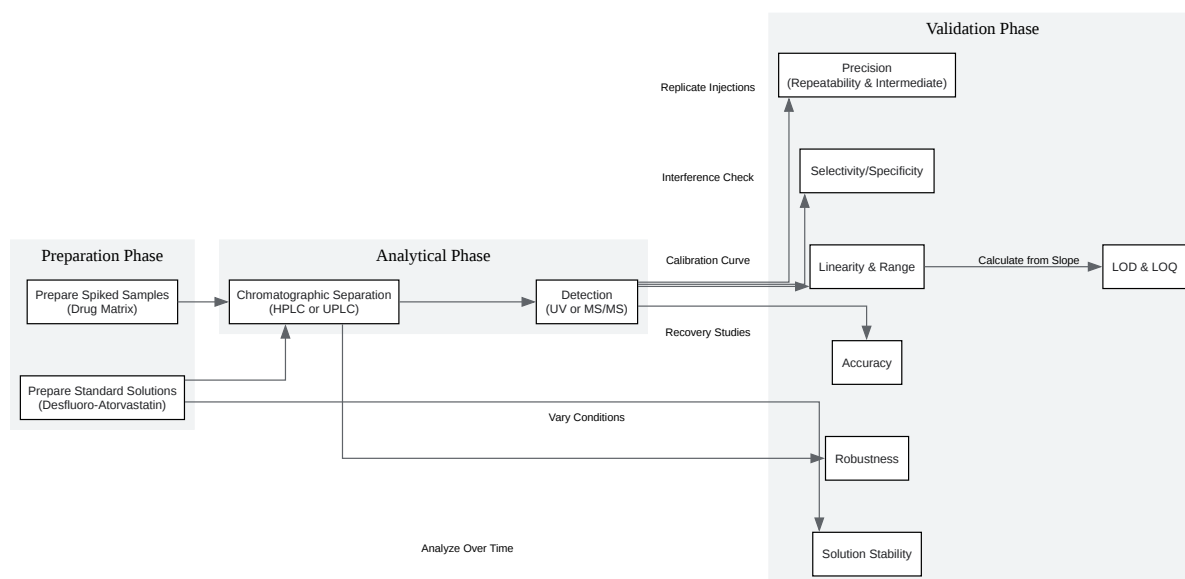 Validation Phase
Precision
(Repeatability & Intermediate)
Replicate Injections
Selectivity/Specificity
Interference Check
Preparation Phase
Analytical Phase
Calibration Curve
Linearity & Range
Calculate from Slope
LOD & LOQ
Prepare Spiked Samples
(Drug Matrix)
Chromatographic Separation
(HPLC or UPLC)
Detection
(UV or MS/MS)
Recovery Studies
Accuracy
Prepare Standard Solutions
(Desfluoro-Atorvastatin)
Vary Conditions
Robustness
Analyze Over Time
Solution Stability